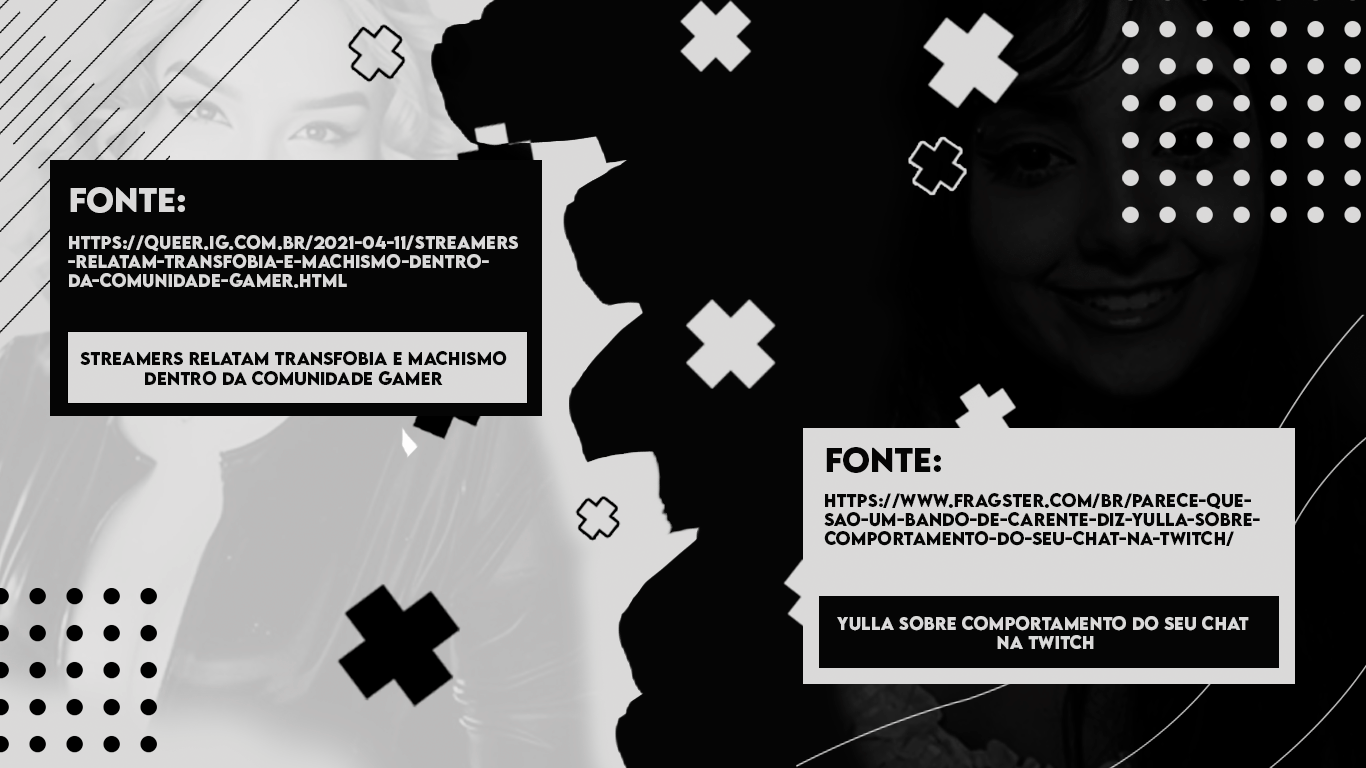 FONTE:
HTTPS://QUEER.IG.COM.BR/2021-04-11/STREAMERS
-RELATAM-TRANSFOBIA-E-MACHISMO-DENTRO-
DA-COMUNIDADE-GAMER.HTML
STREAMERS RELATAM TRANSFOBIA E MACHISMO
DENTRO DA COMUNIDADE GAMER
FONTE:
HTTPS://WWW.FRAGSTER.COM/BR/PARECE-QUE-
SAO-UM-BANDO-DE-CARENTE-DIZ-YULLA-SOBRE-
COMPORTAMENTO-DO-SEU-CHAT-NA-TWITCH/
YULLA SOBRE COMPORTAMENTO DO SEU CHAT
NA TWITCH